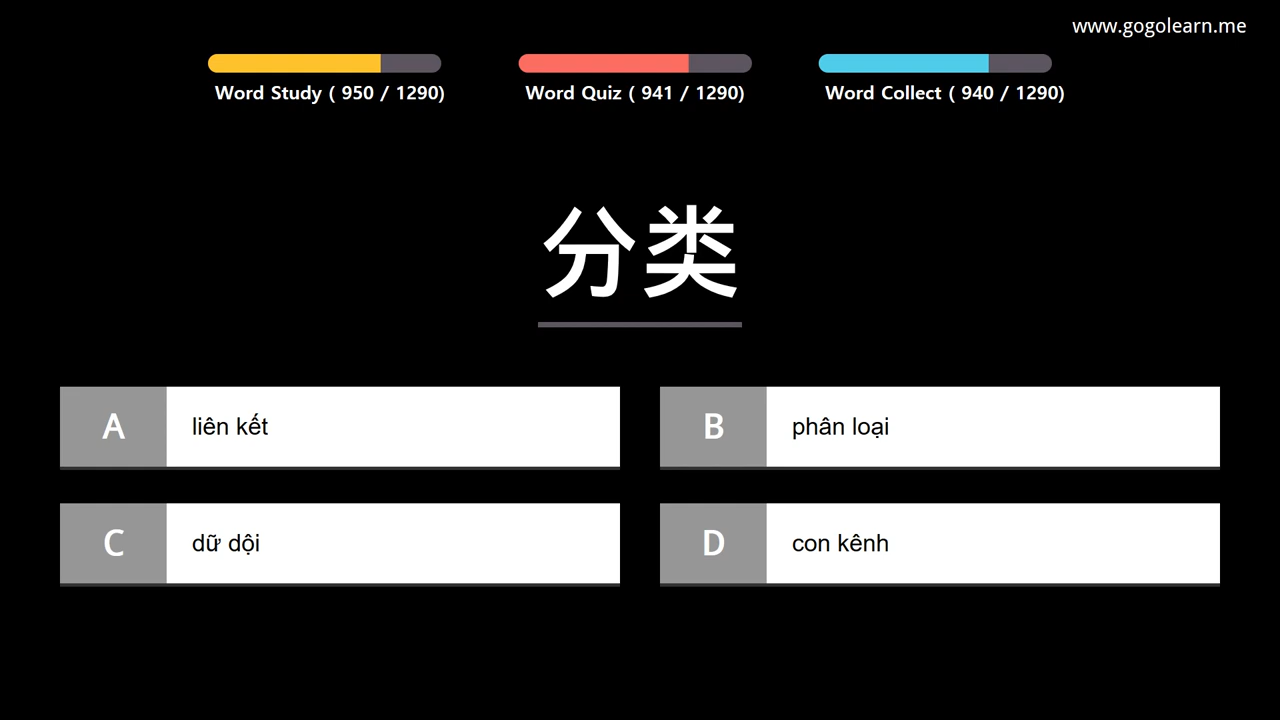 www.gogolearn.me
Word Study ( 950 / 1290)
Word Quiz ( 941 / 1290)
Word Collect ( 940 / 1290)
分类
A liên kết
B phân loại
C dữ dội
D con kênh